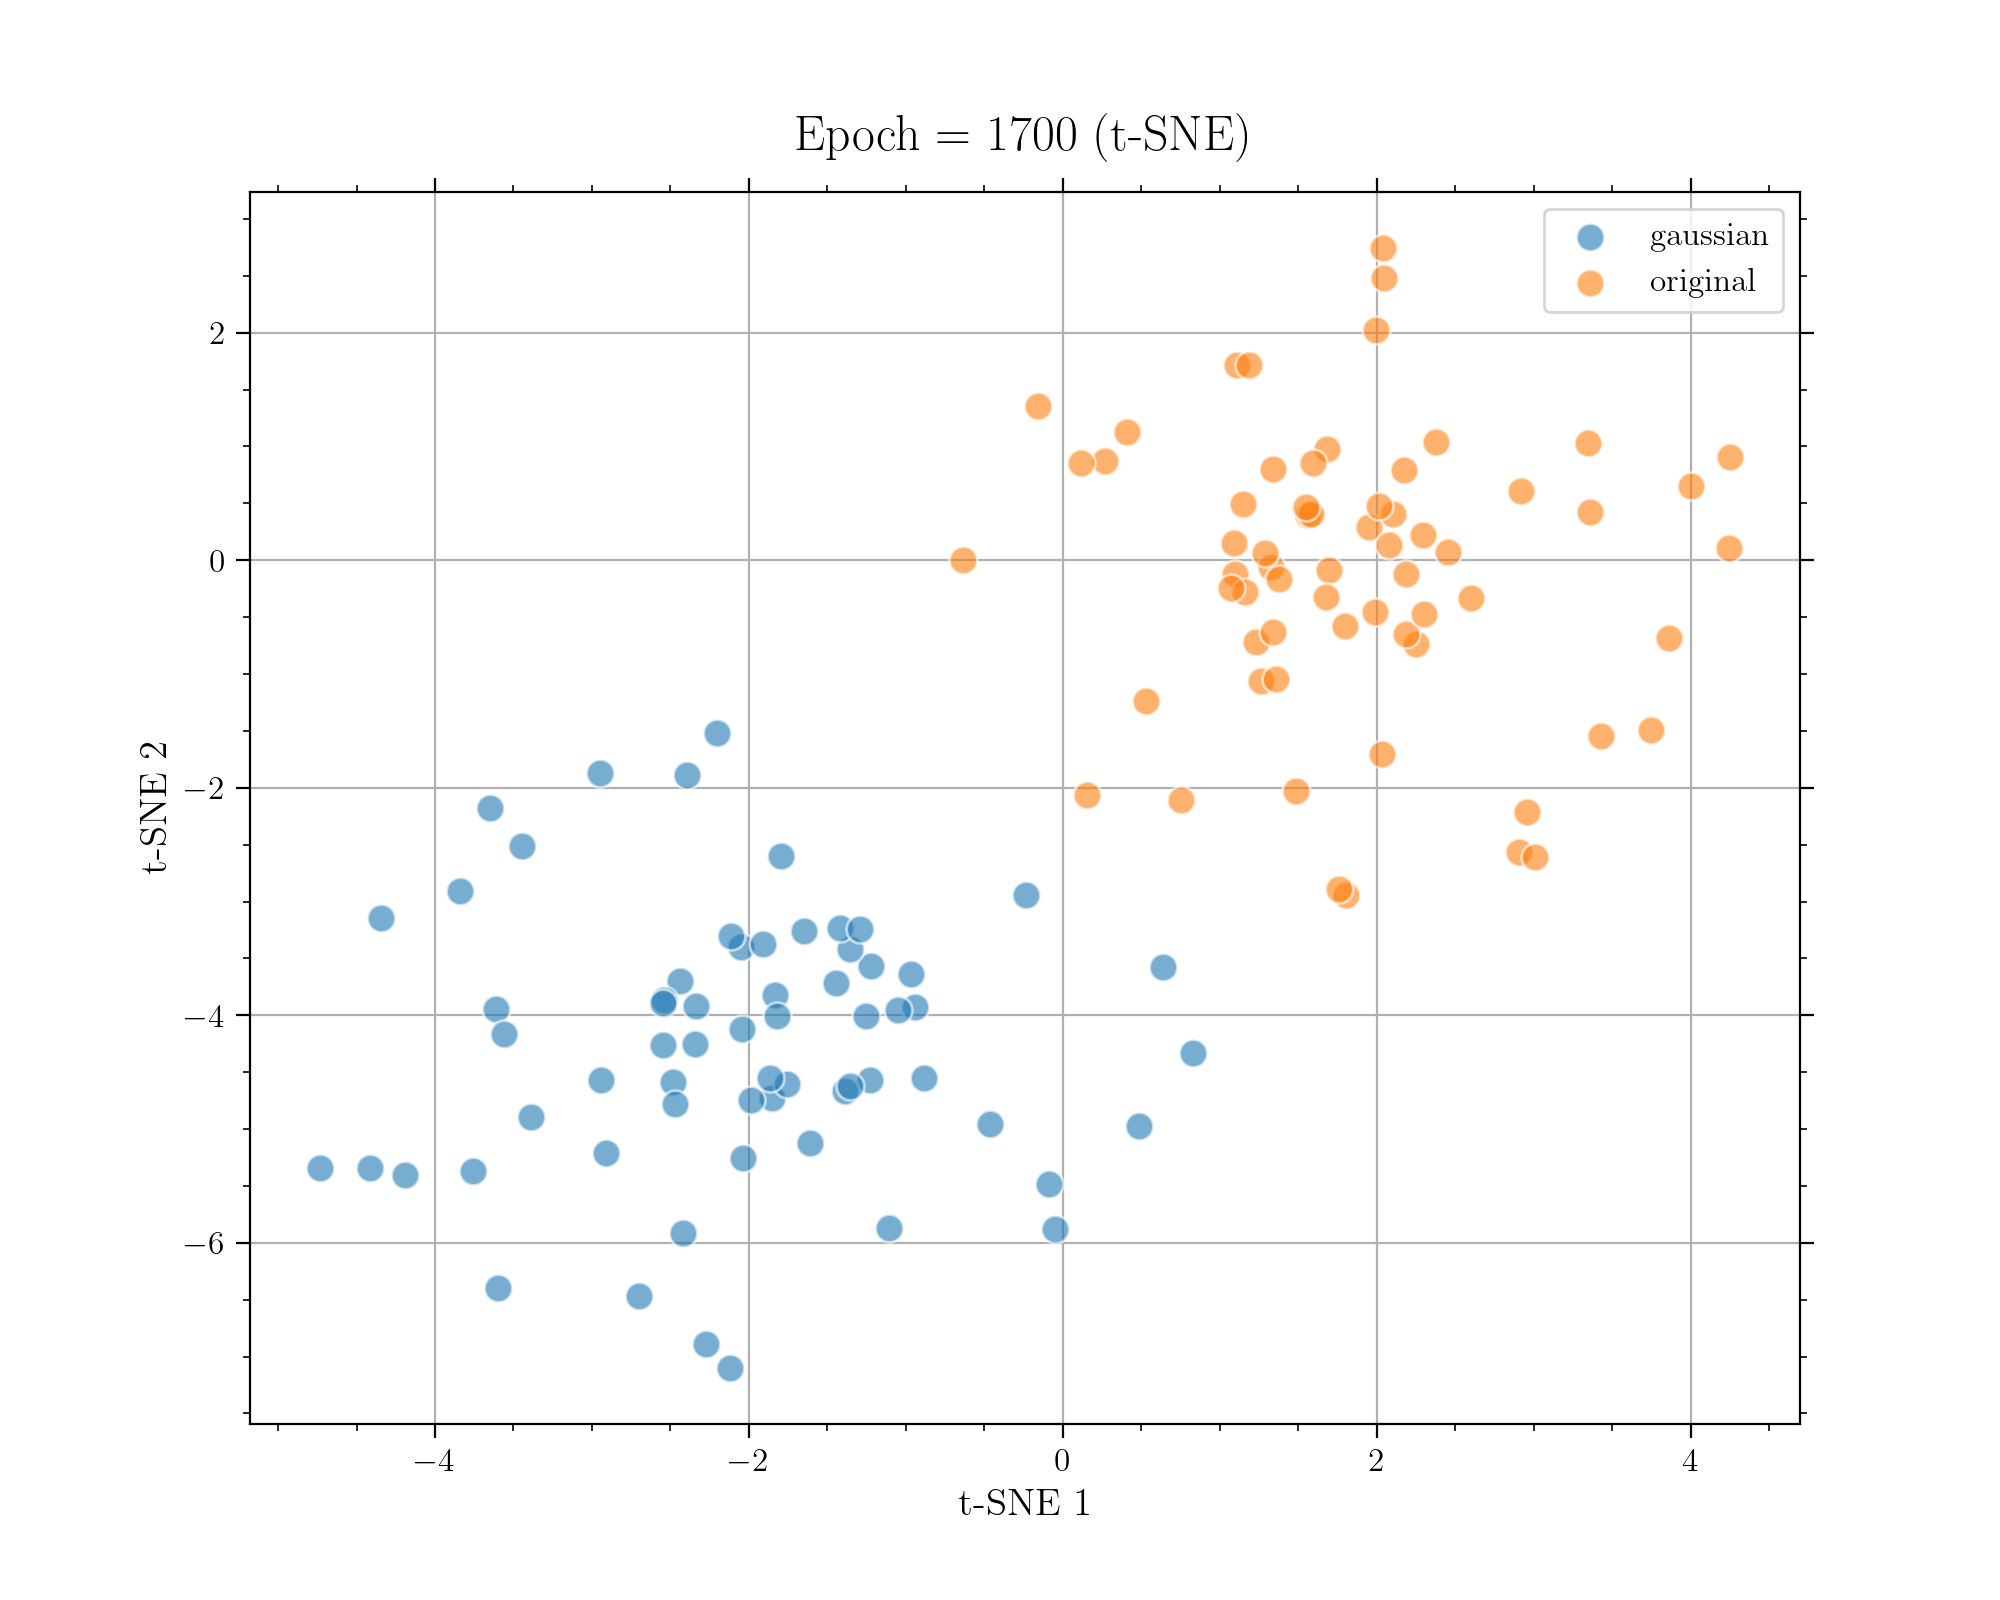 Epoch = 1700 (t-SNE)
gaussian
original
2
0
−2
−4
−6
t-SNE 2
−4
−2
0
2
4
t-SNE 1